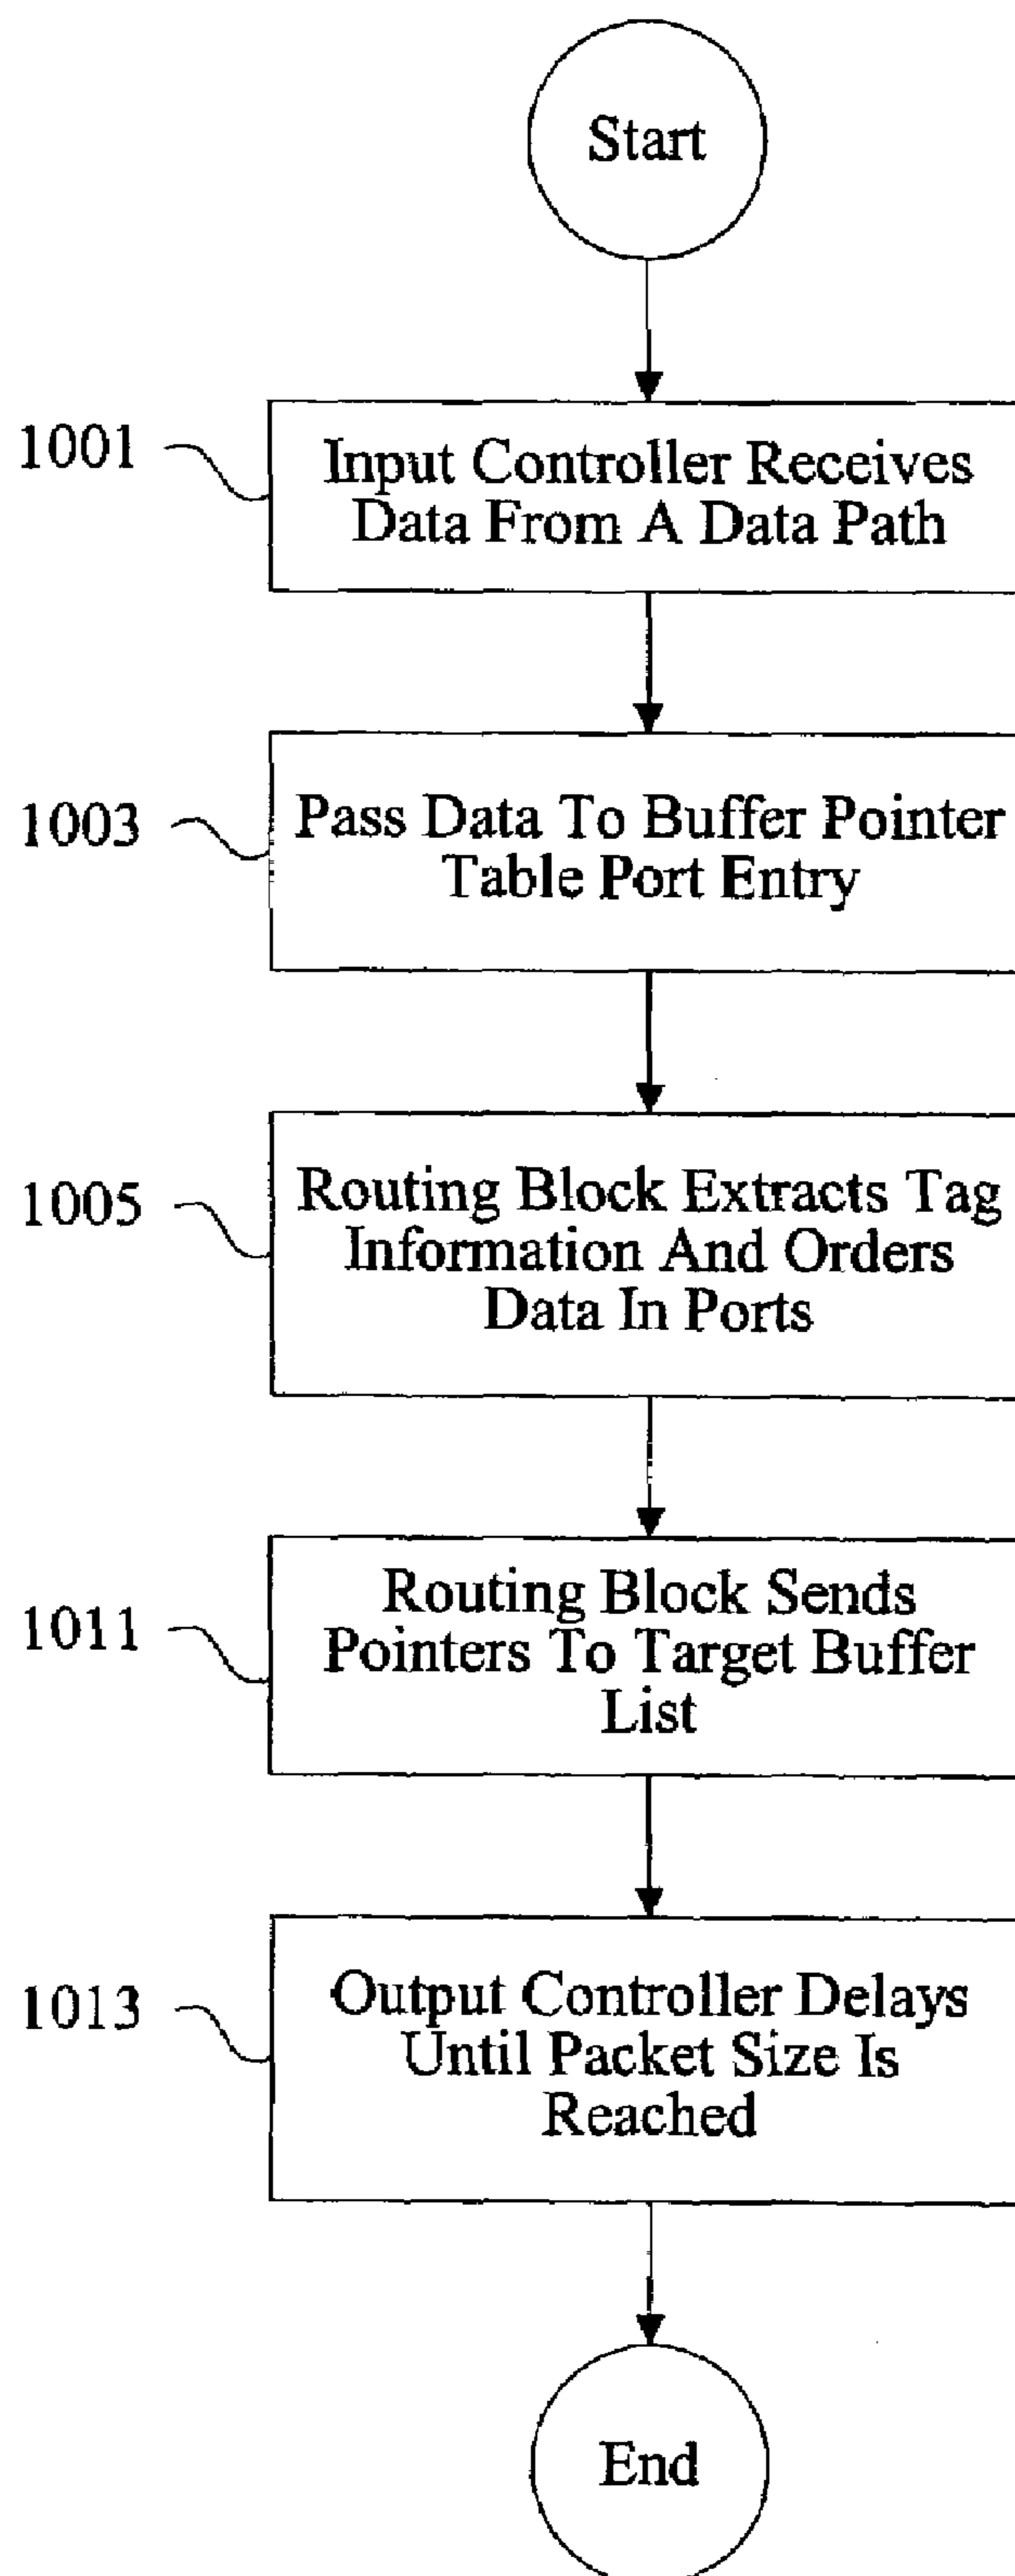 Start
1001
Input Controller Receives
Data From A Data Path
1003
Pass Data To Buffer Pointer
Table Port Entry
1005
Routing Block Extracts Tag
Information And Orders
Data In Ports
1011
Routing Block Sends
Pointers To Target Buffer
List
1013
Output Controller Delays
Until Packet Size Is
Reached
End